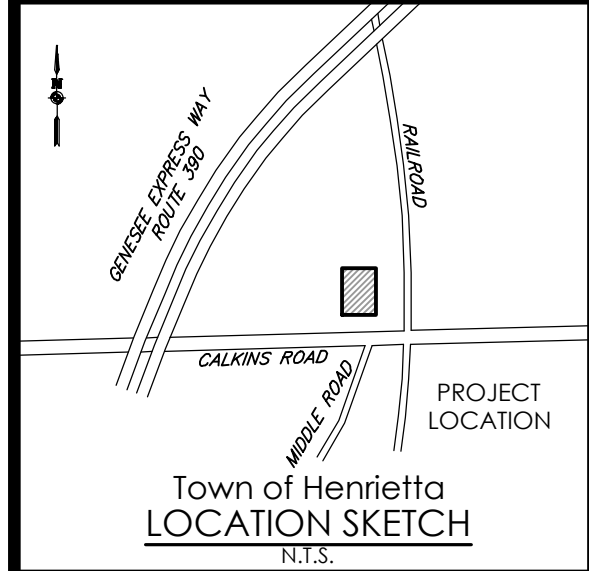 N
GENESEE EXPRESS WAY
ROUTE 390
RAILROAD
CALKINS ROAD
MIDDLE ROAD
PROJECT
LOCATION
Town of Henrietta
LOCATION SKETCH
N.T.S.